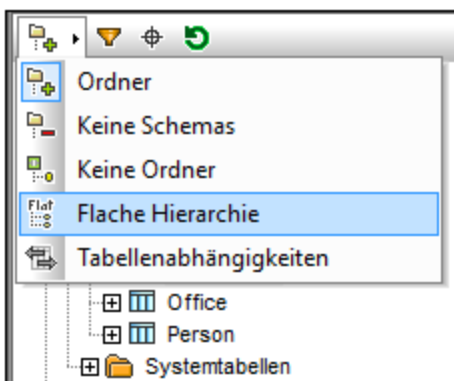 Ordner
Keine Schemas
Keine Ordner
Flat
Flache Hierarchie
Tabellenabhängigkeiten
Office
Person
Systemtabellen